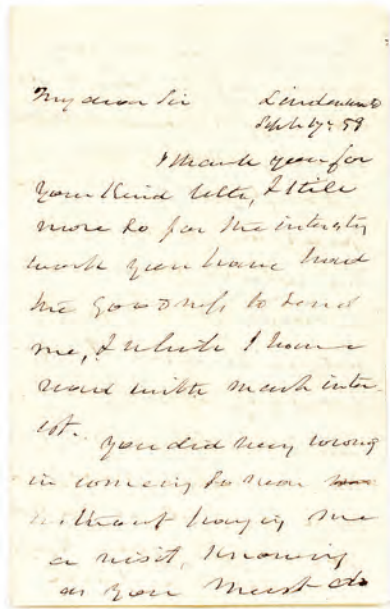 My dear Sir Lindenwald
Sept 17. 59
I thank you for
your kind letter, & still
more so for the interestg
work you have had
the goodness to send
me, & which I have
read with much inter-
est.
You did very wrong
in coming so near
without paying me
a visit, knowing
as you must do